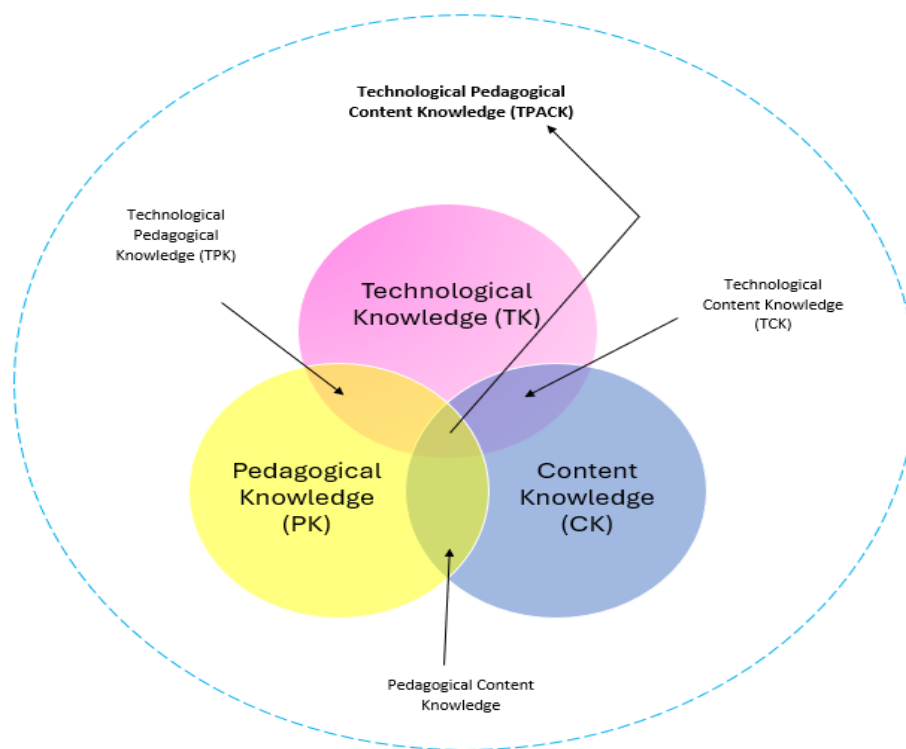 Technological Pedagogical
Content Knowledge (TPACK)
Technological
Pedagogical
Knowledge (TPK)
Technological
Knowledge (TK)
Technological
Content Knowledge
(TCK)
Pedagogical
Knowledge
(PK)
Content
Knowledge
(CK)
Pedagogical Content
Knowledge